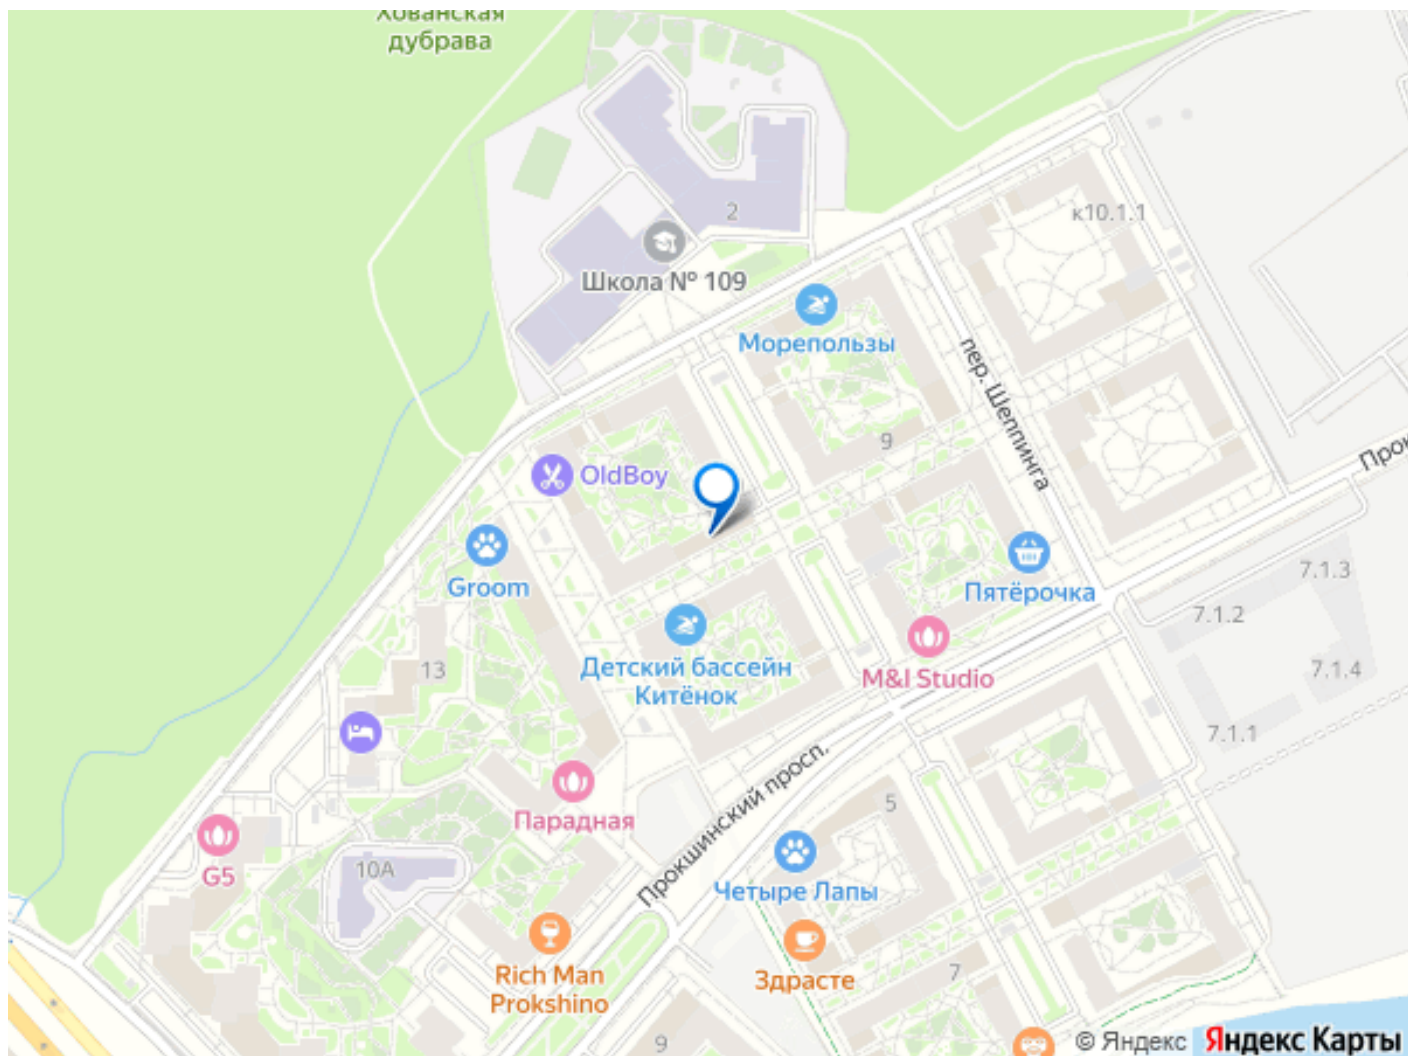 Хованская
дубрава
2
к10.1.1
Школа № 109
Морепользы
пер. Шеппинга
9
OldBoy
Прок
Groom
Пятёрочка
7.1.3
7.1.2
Детский бассейн
Китёнок
M&I Studio
7.1.4
13
7.1.1
Прокшинский просп.
Парадная
5
G5
10А
Четыре Лапы
Rich Man
Prokshino
Здрасте
7
9
© Яндекс Яндекс Карты